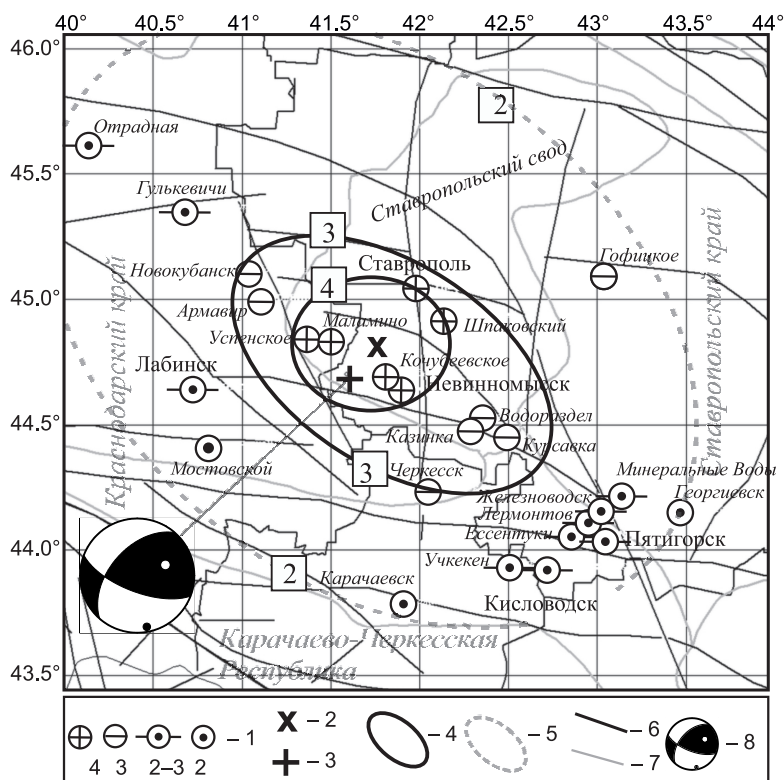 40° 40.5° 41° 41.5° 42° 42.5° 43° 43.5° 44°
46.0°
2
Отрадная
45.5°
Ставропольский свод
Гулькевичи
3
Гофицкое
Новокубанск
Ставрополь
4
45.0°
Армавир
Маламино
Шпаковский
Успенское
X
Краснодарский край
Ставропольский край
Кочубеевское
Лабинск
Невинномысск
44.5°
Водораздел
Казинка
Курсавка
Мостовской
3
Черкесск
Минеральные Воды
Железноводск
Георгиевск
Лермонтов
Ессентуки
Пятигорск
44.0°
Учкекен
2
Карачаевск
Кисловодск
Карачаево-Черкесская
Республика
43.5°
– 1
4 3 2–3 2
X – 2
+ – 3
– 4
– 5
– 6
– 7
– 8